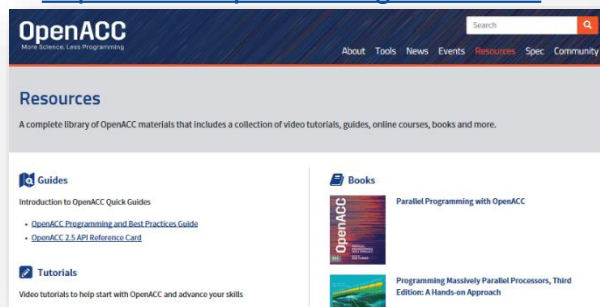 OpenACC
More Science, Less Programming
Search
About Tools News Events Resources Spec Community
Resources
A complete library of OpenACC materials that includes a collection of video tutorials, guides, online courses, books and more.
Guides
Introduction to OpenACC Quick Guides
• OpenACC Programming and Best Practices Guide
• OpenACC 2.5 API Reference Card
Tutorials
Video tutorials to help start with OpenACC and advance your skills
Books
OpenACC
Parallel Programming with OpenACC
Programming Massively Parallel Processors, Third
Edition: A Hands-on Approach